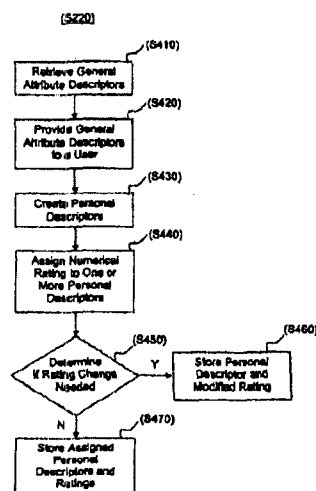 [S220]
(S410)
Retrieve General
Attribute Descriptors
(S420)
Provide General
Attribute Descriptors
to a User
(S430)
Create Personal
Descriptors
(S440)
Assign Numerical
Rating to One or
More Personal
Descriptors
(S450)
Determine
If Rating Change
Needed
Y
(S460)
Store Personal
Descriptor and
Modified Rating
N
(S470)
Store Assigned
Personal
Descriptors and
Ratings